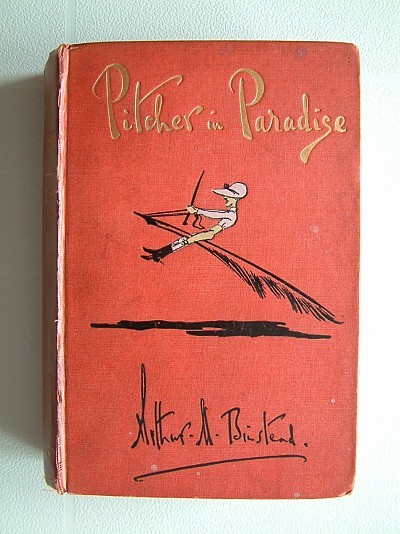 Pitcher in Paradise
Arthur. M. Binstead.